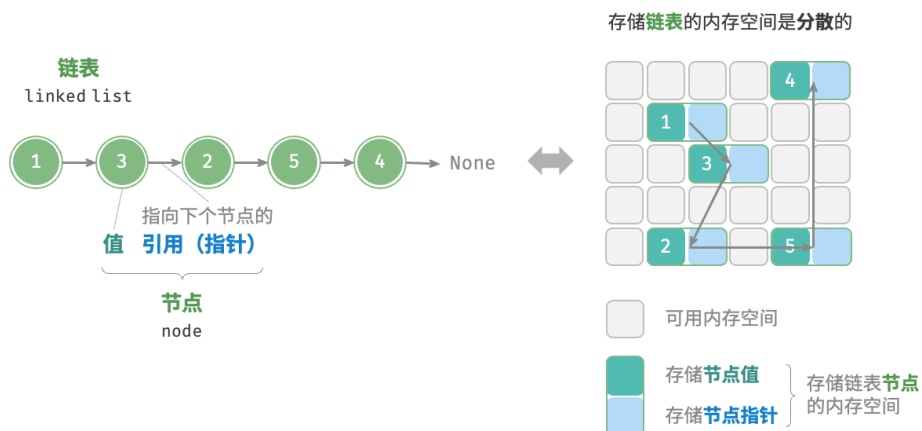 存储链表的内存空间是分散的
链表
linked list
1
3
2
5
4
None
指向下个节点的
值
引用（指针）
节点
node
4
1
3
2
5
可用内存空间
存储节点值
存储节点指针
存储链表节点
的内存空间